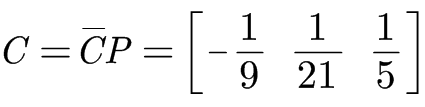 C = C̅P = [ -1/9 1/21 1/5 ]